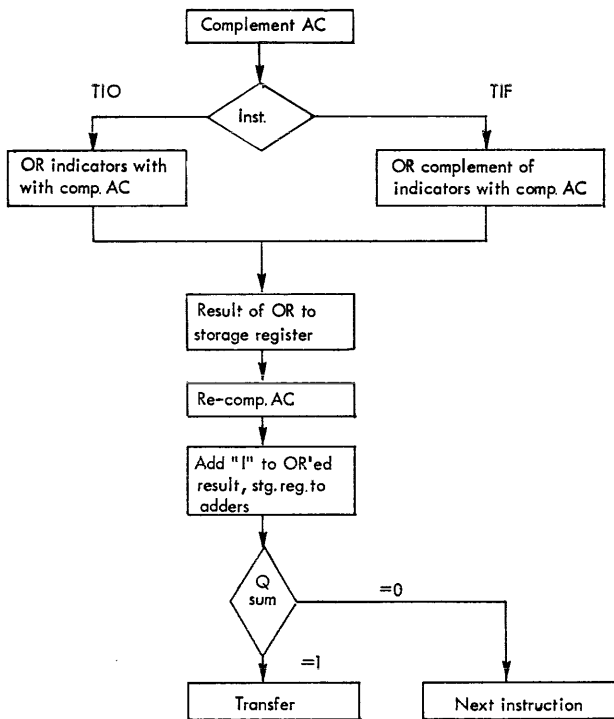 Complement AC
TIO
TIF
Inst.
OR indicators with
with comp. AC
OR complement of
indicators with comp. AC
Result of OR to
storage register
Re-comp. AC
Add "1" to OR'ed
result, stg. reg. to
adders
Q
sum
=0
=1
Transfer
Next instruction